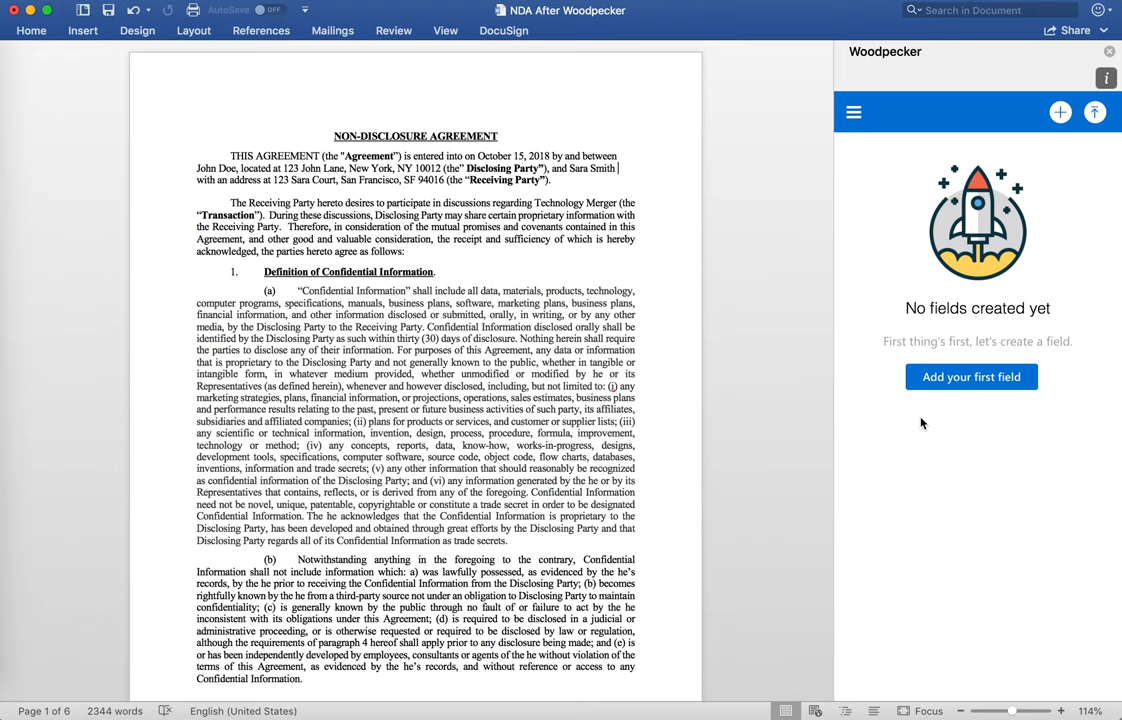 AutoSave OFF
NDA After Woodpecker
Search in Document
Home Insert Design Layout References Mailings Review View DocuSign
Share
NON-DISCLOSURE AGREEMENT
THIS AGREEMENT (the "Agreement") is entered into on October 15, 2018 by and between
John Doe, located at 123 John Lane, New York, NY 10012 (the" Disclosing Party"), and Sara Smith
with an address at 123 Sara Court, San Francisco, SF 94016 (the “Receiving Party”).
The Receiving Party hereto desires to participate in discussions regarding Technology Merger (the
“Transaction”). During these discussions, Disclosing Party may share certain proprietary information with
the Receiving Party. Therefore, in consideration of the mutual promises and covenants contained in this
Agreement, and other good and valuable consideration, the receipt and sufficiency of which is hereby
acknowledged, the parties hereto agree as follows:
1. Definition of Confidential Information.
(a) “Confidential Information” shall include all data, materials, products, technology,
computer programs, specifications, manuals, business plans, software, marketing plans, business plans,
financial information, and other information disclosed or submitted, orally, in writing, or by any other
media, by the Disclosing Party to the Receiving Party. Confidential Information disclosed orally shall be
identified by the Disclosing Party as such within thirty (30) days of disclosure. Nothing herein shall require
the parties to disclose any of their information. For purposes of this Agreement, any data or information
that is proprietary to the Disclosing Party and not generally known to the public, whether in tangible or
intangible form, in whatever medium provided, whether unmodified or modified by he or its
Representatives (as defined herein), whenever and however disclosed, including, but not limited to: (i) any
marketing strategies, plans, financial information, or projections, operations, sales estimates, business plans
and performance results relating to the past, present or future business activities of such party, its affiliates,
subsidiaries and affiliated companies; (ii) plans for products or services, and customer or supplier lists; (iii)
any scientific or technical information, invention, design, process, procedure, formula, improvement,
technology or method; (iv) any concepts, reports, data, know-how, works-in-progress, designs,
development tools, specifications, computer software, source code, object code, flow charts, databases,
inventions, information and trade secrets; (v) any other information that should reasonably be recognized
as confidential information of the Disclosing Party; and (vi) any information generated by the he or by its
Representatives that contains, reflects, or is derived from any of the foregoing. Confidential Information
need not be novel, unique, patentable, copyrightable or constitute a trade secret in order to be designated
Confidential Information. The he acknowledges that the Confidential Information is proprietary to the
Disclosing Party, has been developed and obtained through great efforts by the Disclosing Party and that
Disclosing Party regards all of its Confidential Information as trade secrets.
(b) Notwithstanding anything in the foregoing to the contrary, Confidential
Information shall not include information which: a) was lawfully possessed, as evidenced by the he’s
records, by the he prior to receiving the Confidential Information from the Disclosing Party; (b) becomes
rightfully known by the he from a third-party source not under an obligation to Disclosing Party to maintain
confidentiality; (c) is generally known by the public through no fault of or failure to act by the he
inconsistent with its obligations under this Agreement; (d) is required to be disclosed in a judicial or
administrative proceeding, or is otherwise requested or required to be disclosed by law or regulation,
although the requirements of paragraph 4 hereof shall apply prior to any disclosure being made; and (e) is
or has been independently developed by employees, consultants or agents of the he without violation of the
terms of this Agreement, as evidenced by the he’s records, and without reference or access to any
Confidential Information.
Woodpecker
i
No fields created yet
First thing's first, let's create a field.
Add your first field
Page 1 of 6 2344 words English (United States) Focus 114%